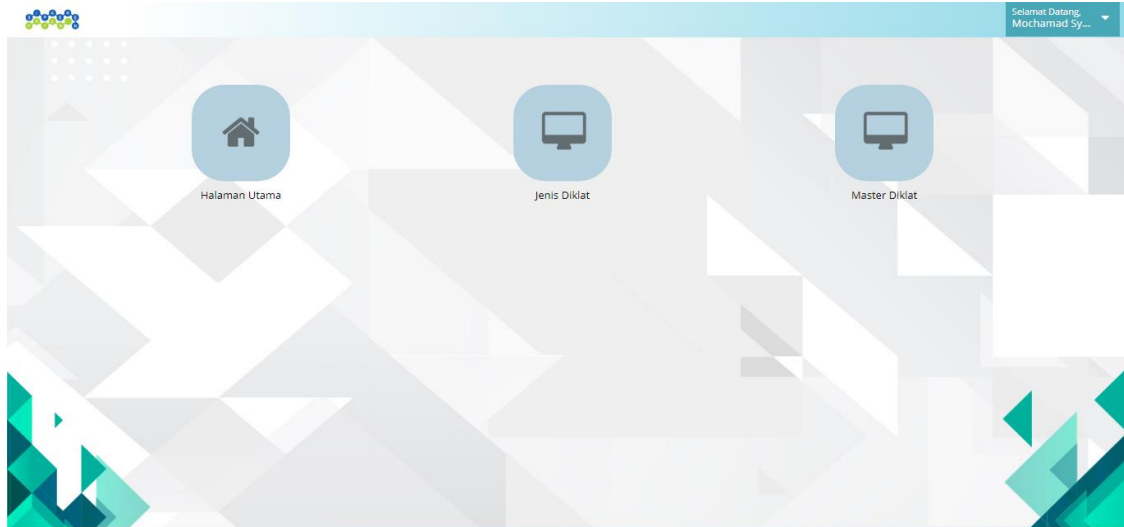 Selamat Datang,
Mochamad Sy...
Halaman Utama
Jenis Diklat
Master Diklat